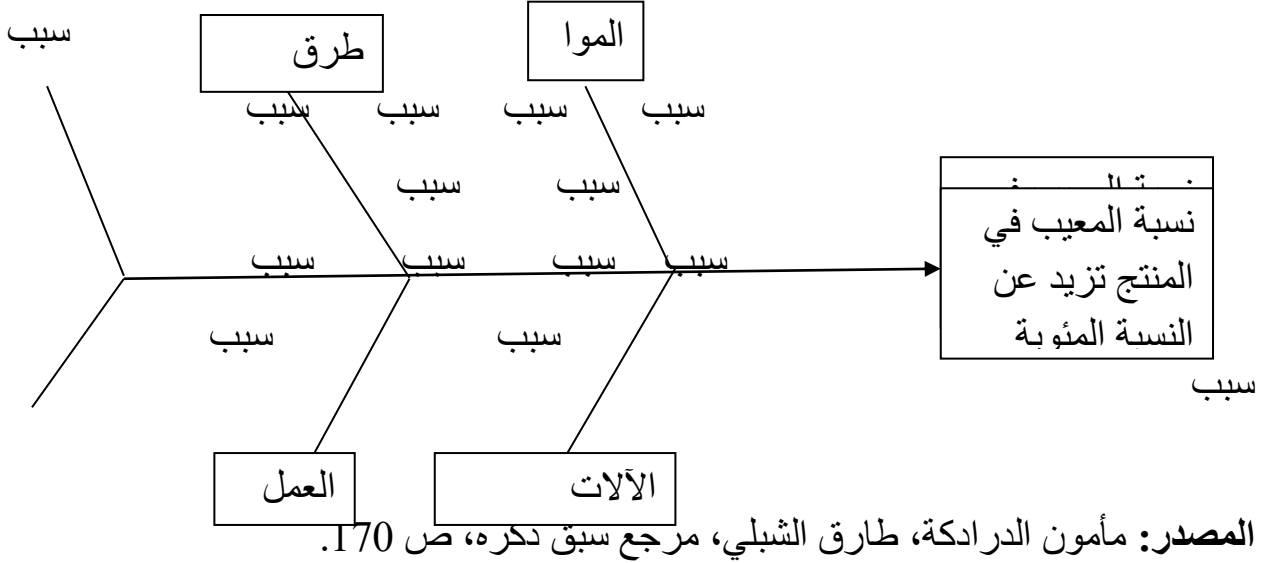 سبب
طرق
الموا
سبب
سبب
سبب
سبب
سبب
سبب
نسبة المعيب في
المنتج تزيد عن
النسبة المئوية
سبب
سبب
سبب
سبب
سبب
سبب
سبب
العمل
الآلات
المصدر: مأمون الدرادكة، طارق الشبلي، مرجع سبق ذكره، ص 170.